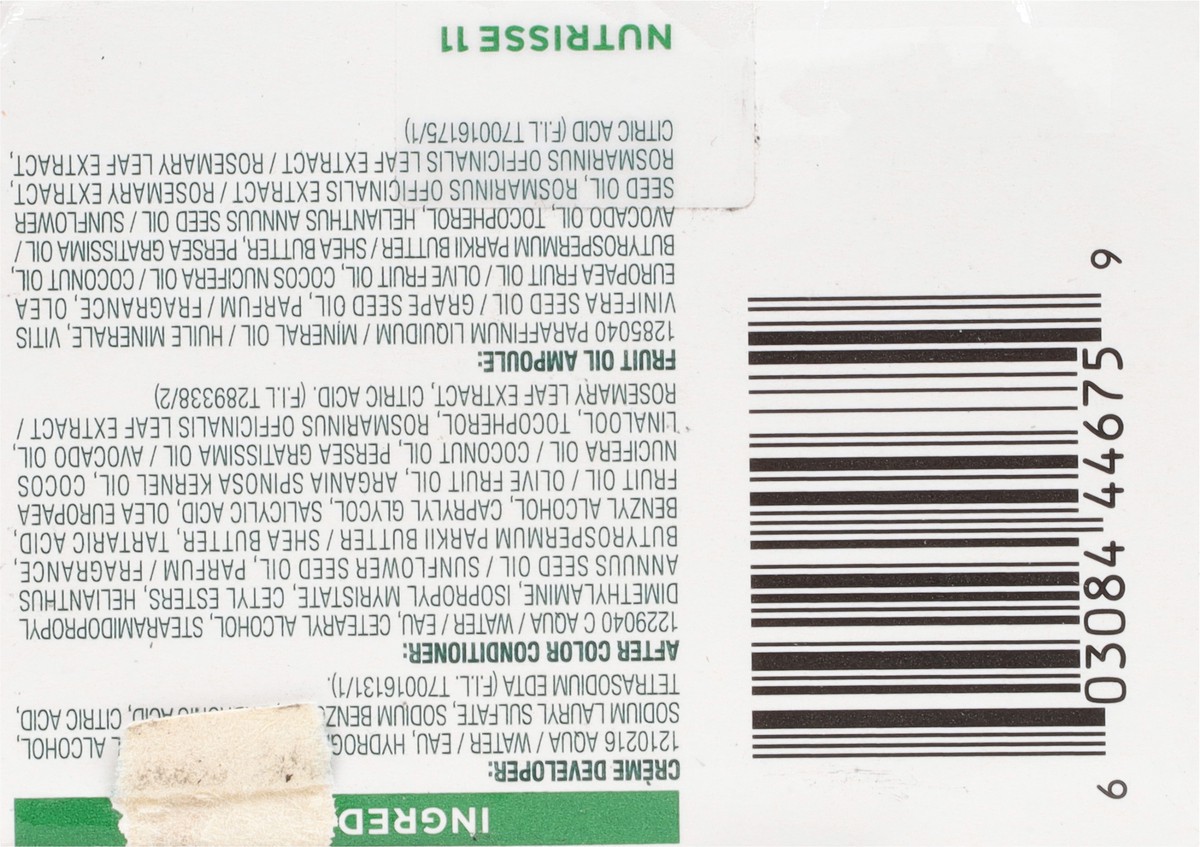 INGRED
CRÈME DEVELOPER:
1210216 AQUA / WATER / EAU, HYDROG L ALCOHOL,
SODIUM LAURYL SULFATE, SODIUM BENZ ACID, CITRIC ACID,
TETRASODIUM EDTA (F.I.L. T70016131/1).
AFTER COLOR CONDITIONER:
1229040 C AQUA / WATER / EAU, CETEARYL ALCOHOL, STEARAMIDOPROPYL
DIMETHYLAMINE, ISOPROPYL MYRISTATE, CETYL ESTERS, HELIANTHUS
ANNUUS SEED OIL / SUNFLOWER SEED OIL, PARFUM / FRAGRANCE,
BUTYROSPERMUM PARKII BUTTER / SHEA BUTTER, TARTARIC ACID,
BENZYL ALCOHOL, CAPRYLYL GLYCOL, SALICYLIC ACID, OLEA EUROPAEA
FRUIT OIL / OLIVE FRUIT OIL, ARGANIA SPINOSA KERNEL OIL, COCOS
NUCIFERA OIL / COCONUT OIL, PERSEA GRATISSIMA OIL / AVOCADO OIL,
LINALOOL, TOCOPHEROL, ROSMARINUS OFFICINALIS LEAF EXTRACT /
ROSEMARY LEAF EXTRACT, CITRIC ACID. (F.I.L T289338/2)
FRUIT OIL AMPOULE:
1285040 PARAFFINUM LIQUIDUM / MINERAL OIL / HUILE MINERALE, VITIS
VINIFERA SEED OIL / GRAPE SEED OIL, PARFUM / FRAGRANCE, OLEA
EUROPAEA FRUIT OIL / OLIVE FRUIT OIL, COCOS NUCIFERA OIL / COCONUT OIL,
BUTYROSPERMUM PARKII BUTTER / SHEA BUTTER, PERSEA GRATISSIMA OIL /
AVOCADO OIL, TOCOPHEROL, HELIANTHUS ANNUUS SEED OIL / SUNFLOWER
SEED OIL, ROSMARINUS OFFICINALIS EXTRACT / ROSEMARY EXTRACT,
ROSMARINUS OFFICINALIS LEAF EXTRACT / ROSEMARY LEAF EXTRACT,
CITRIC ACID (F.I.L T70016175/1)
NUTRISSE 11
6 03084 44675 9